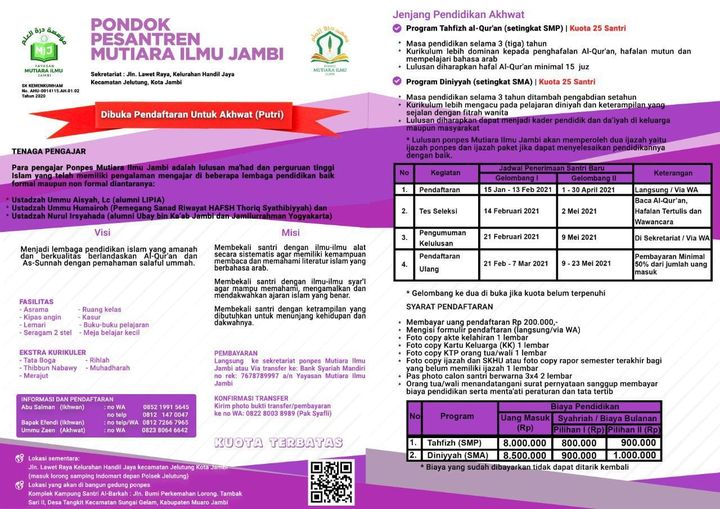 YAYASAN
MUTIARA ILMU
JAMBI
SK KEMENKUMHAM
No. AHU-0014115.AH.01.02
Tahun 2020
PONDOK
PESANTREN
MUTIARA ILMU JAMBI
Sekretariat : Jln. Lawet Raya, Kelurahan Handil Jaya
Kecamatan Jelutung, Kota Jambi
Dibuka Pendaftaran Untuk Akhwat (Putri)
TENAGA PENGAJAR
Para pengajar Ponpes Mutiara Ilmu Jambi adalah lulusan ma'had dan perguruan tinggi
Islam yang telah memiliki pengalaman mengajar di beberapa lembaga pendidikan baik
formal maupun non formal diantaranya:
* Ustadzah Ummu Aisyah, Lc (alumni LIPIA)
* Ustadzah Ummu Humairoh (Pemegang Sanad Riwayat HAFSH Thoriq Syathibiyyah) dan
* Ustadzah Nurul Irsyahada (alumni Ubay bin Ka'ab Jambi dan Jamilurrahman Yogyakarta)
Visi
Menjadi lembaga pendidikan islam yang amanah
dan berkualitas berlandaskan Al-Qur'an dan
As-Sunnah dengan pemahaman salaful ummah.
Misi
Membekali santri dengan ilmu-ilmu alat
secara sistematis agar memiliki kemampuan
membaca dan memahami literatur islam yang
berbahasa arab.
Membekali santri dengan ilmu-ilmu syar'i
agar mampu memahami, mengamalkan dan
mendakwahkan ajaran islam yang benar.
Membekali santri dengan ketrampilan yang
dibutuhkan untuk menunjang kehidupan dan
dakwahnya.
FASILITAS
- Asrama - Ruang kelas
- Kipas angin - Kasur
- Lemari - Buku-buku pelajaran
- Seragam 2 stel - Meja belajar kecil
EKSTRA KURIKULER
- Tata Boga - Rihlah
- Thibbun Nabawy - Muhadharah
- Merajut
PEMBAYARAN
Langsung ke sekretariat ponpes Mutiara Ilmu
Jambi atau Via transfer ke: Bank Syariah Mandiri
no rek: 7678789997 a/n Yayasan Mutiara Ilmu
Jambi
KONFIRMASI TRANSFER
Kirim photo bukti transfer/pembayaran
ke no WA: 0822 8003 8989 (Pak Syafii)
INFORMASI DAN PENDAFTARAN
Abu Salman (Ikhwan) : no WA 0852 1991 5645
: no telp 0812 147 0047
Bapak Efendi (Ikhwan) : no telp/WA 0812 7266 7965
Ummu Zaen (Akhwat) : no WA 0823 8064 6642
KUOTA TERBATAS
Lokasi sementara:
Jln. Lawet Raya Kelurahan Handil Jaya kecamatan Jelutung Kota Jambi
(masuk lorong samping Indomart depan Polsek Jelutung)
Lokasi yang akan di bangun gedung ponpes
Komplek Kampung Santri Al-Barkah : Jln. Bumi Perkemahan Lorong. Tambak
Sari II, Desa Tangkit Kecamatan Sungai Gelam, Kabupaten Muaro Jambi
Jenjang Pendidikan Akhwat
Program Tahfizh al-Qur'an (setingkat SMP) | Kuota 25 Santri
* Masa pendidikan selama 3 (tiga) tahun
* Kurikulum lebih dominan kepada penghafalan Al-Qur'an, hafalan mutun dan
mempelajari bahasa arab
* Lulusan diharapkan hafal Al-Qur'an minimal 15 juz
Program Diniyyah (setingkat SMA) | Kuota 25 Santri
* Masa pendidikan selama 3 tahun ditambah pengabdian setahun
* Kurikulum lebih mengacu pada pelajaran diniyah dan keterampilan yang
sejalan dengan fitrah wanita
* Lulusan diharapkan dapat menjadi kader pendidik dan da'iyah di keluarga
maupun masyarakat
* Lulusan ponpes Mutiara Ilmu Jambi akan memperoleh dua ijazah yaitu
ijazah ponpes dan ijazah paket jika dapat menyelesaikan pendidikannya
dengan baik.
No Kegiatan Jadwal Penerimaan Santri Baru Keterangan
Gelombang I Gelombang II
1. Pendaftaran 15 Jan - 13 Feb 2021 1 - 30 April 2021 Langsung / Via WA
2. Tes Seleksi 14 Februari 2021 2 Mei 2021 Baca Al-Qur'an,
Hafalan Tertulis dan
Wawancara
3. Pengumuman
Kelulusan 21 Februari 2021 9 Mei 2021 Di Sekretariat / Via WA
4. Pendaftaran
Ulang 21 Feb - 7 Mar 2021 9 - 23 Mei 2021 Pembayaran Minimal
50% dari jumlah uang
masuk
* Gelombang ke dua di buka jika kuota belum terpenuhi
SYARAT PENDAFTARAN
Membayar uang pendaftaran Rp 200.000,-
Mengisi formulir pendaftaran (langsung/via WA)
Foto copy akte kelahiran 1 lembar
Foto copy Kartu Keluarga (KK) 1 lembar
Foto copy KTP orang tua/wali 1 lembar
Foto copy ijazah dan SKHU atau foto copy rapor semester terakhir bagi
yang belum memiliki ijazah 1 lembar
Pas photo calon santri berwarna 3x4 2 lembar
Orang tua/wali menandatangani surat pernyataan sanggup membayar
biaya pendidikan serta menta'ati peraturan dan tata tertib
No Program Biaya Pendidikan
Uang Masuk
(Rp) Syahriah / Biaya Bulanan
Pilihan I (Rp) Pilihan II (Rp)
1. Tahfizh (SMP) 8.000.000 800.000 900.000
2. Diniyyah (SMA) 8.500.000 900.000 1.000.000
* Biaya yang sudah dibayarkan tidak dapat ditarik kembali